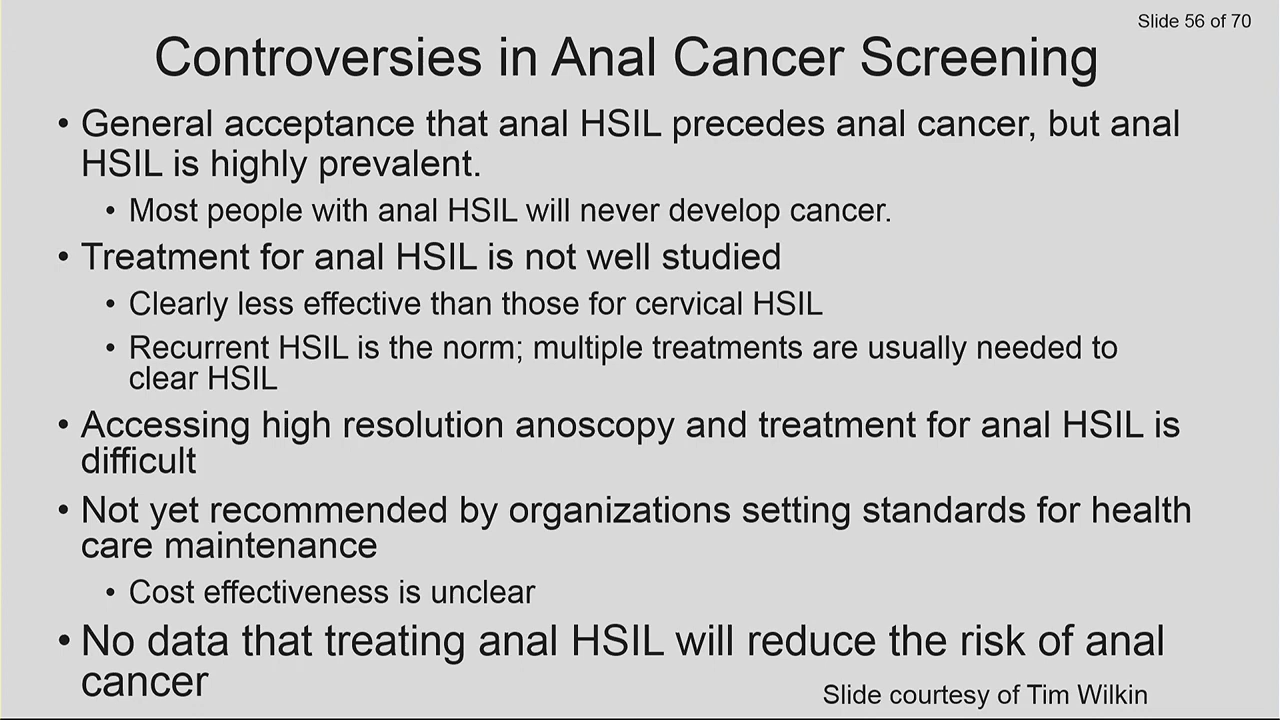 Slide 56 of 70
Controversies in Anal Cancer Screening
• General acceptance that anal HSIL precedes anal cancer, but anal
HSIL is highly prevalent.
• Most people with anal HSIL will never develop cancer.
• Treatment for anal HSIL is not well studied
• Clearly less effective than those for cervical HSIL
• Recurrent HSIL is the norm; multiple treatments are usually needed to
clear HSIL
• Accessing high resolution anoscopy and treatment for anal HSIL is
difficult
• Not yet recommended by organizations setting standards for health
care maintenance
• Cost effectiveness is unclear
• No data that treating anal HSIL will reduce the risk of anal
cancer
Slide courtesy of Tim Wilkin